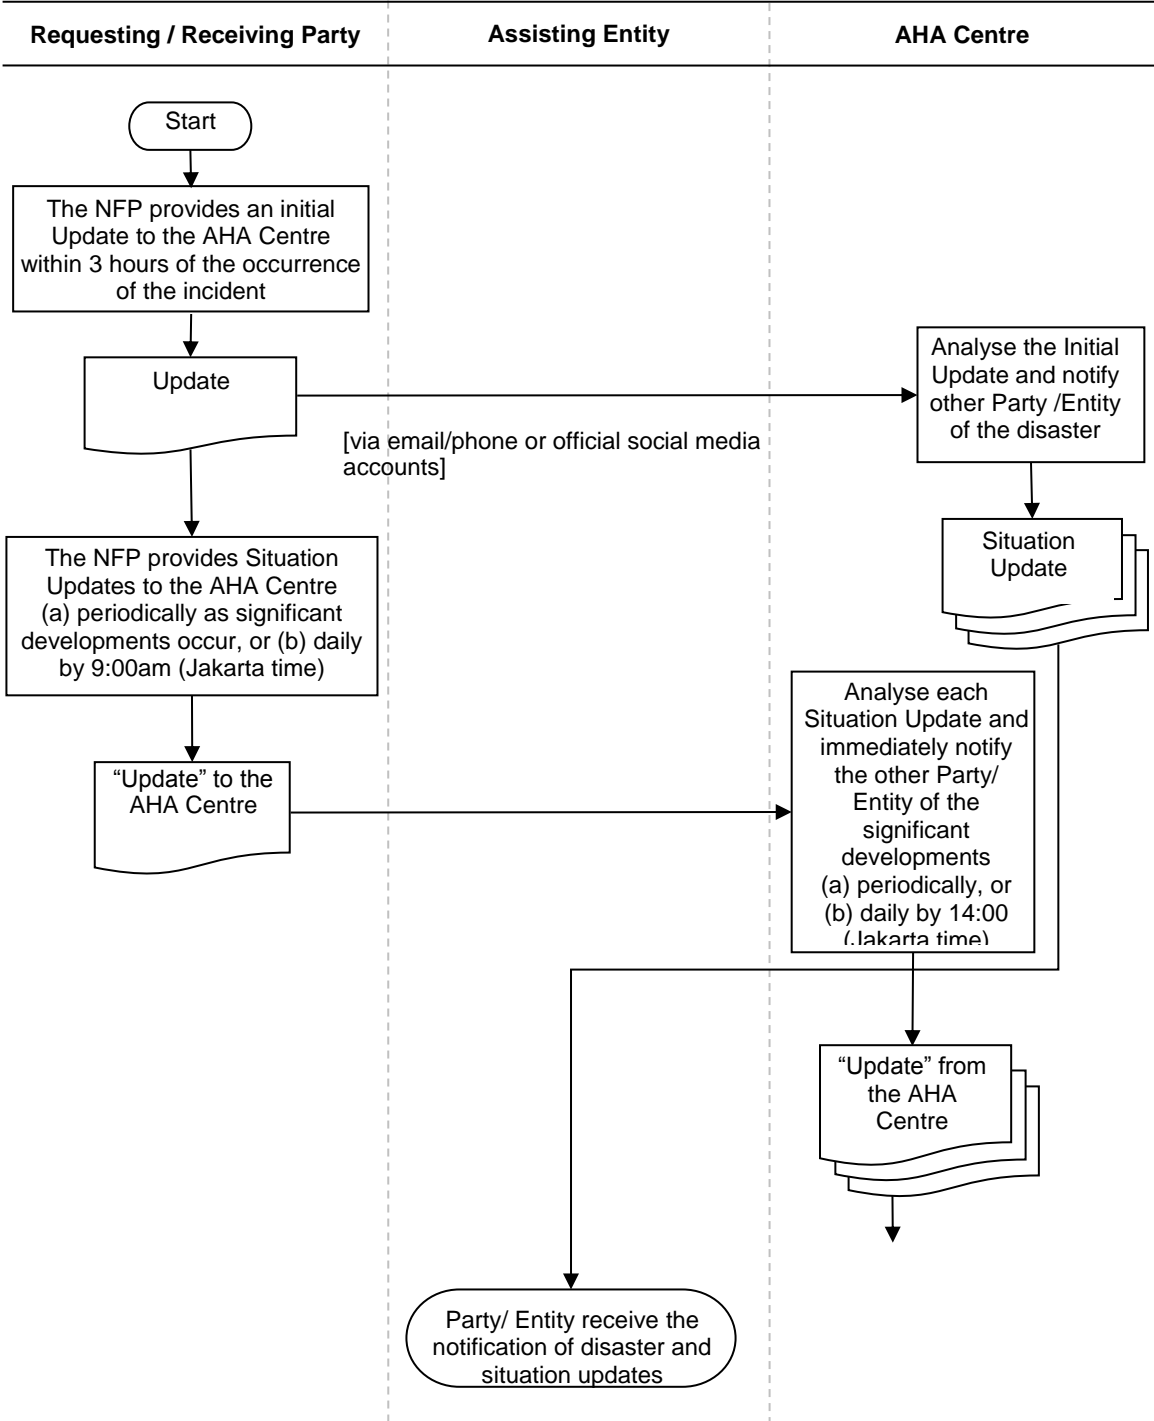 Requesting / Receiving Party
Assisting Entity
AHA Centre
Start
The NFP provides an initial
Update to the AHA Centre
within 3 hours of the occurrence
of the incident
Update
[via email/phone or official social media
accounts]
Analyse the Initial
Update and notify
other Party /Entity
of the disaster
Situation
Update
The NFP provides Situation
Updates to the AHA Centre
(a) periodically as significant
developments occur, or (b) daily
by 9:00am (Jakarta time)
“Update” to the
AHA Centre
Analyse each
Situation Update and
immediately notify
the other Party/
Entity of the
significant
developments
(a) periodically, or
(b) daily by 14:00
(Jakarta time)
“Update” from
the AHA
Centre
Party/ Entity receive the
notification of disaster and
situation updates